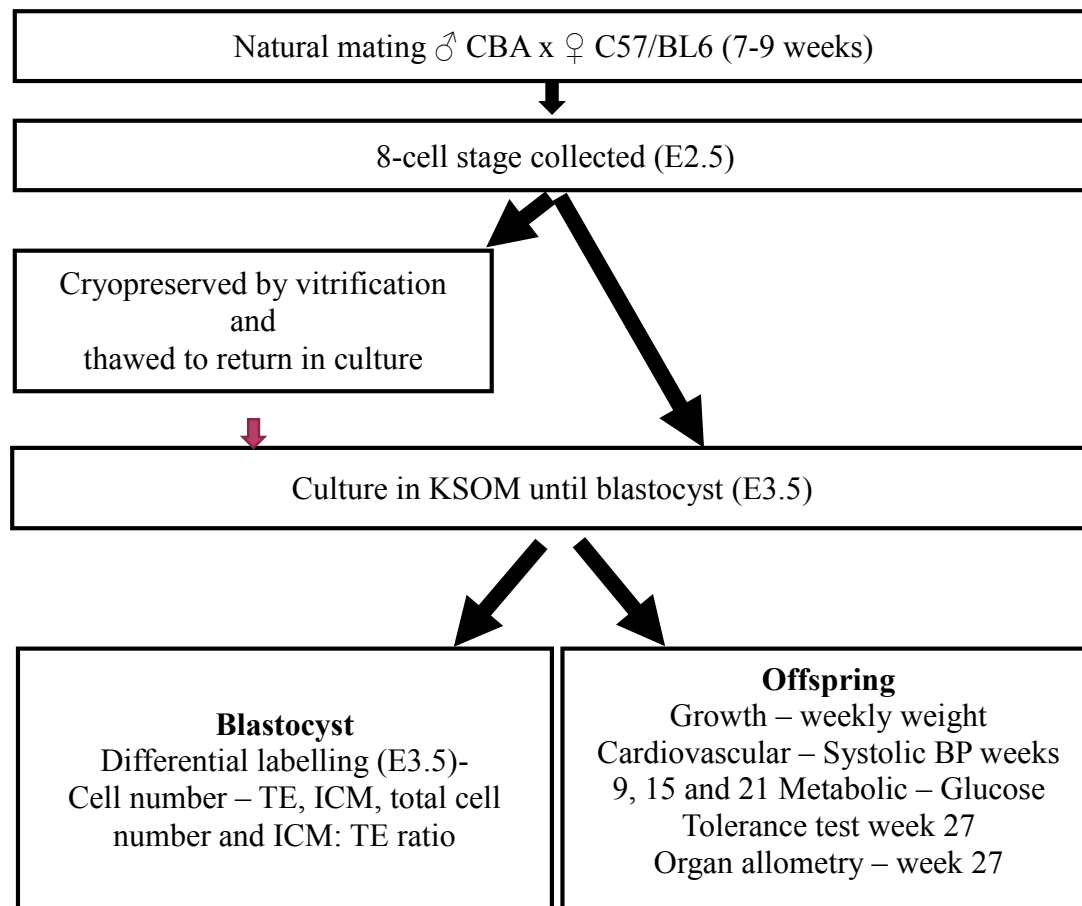 Natural mating ♂ CBA x ♀ C57/BL6 (7-9 weeks)
8-cell stage collected (E2.5)
Cryopreserved by vitrification
and
thawed to return in culture
Culture in KSOM until blastocyst (E3.5)
Blastocyst
Differential labelling (E3.5)-
Cell number – TE, ICM, total cell
number and ICM: TE ratio
Offspring
Growth – weekly weight
Cardiovascular – Systolic BP weeks
9, 15 and 21 Metabolic – Glucose
Tolerance test week 27
Organ allometry – week 27